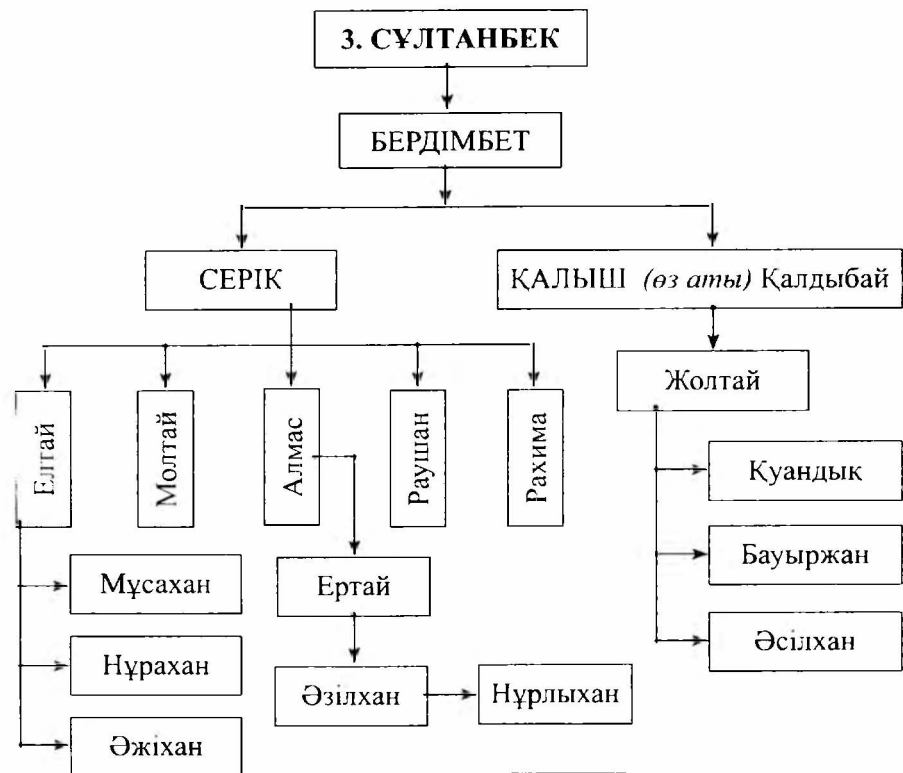 3. СҰЛТАНБЕК
БЕРДІМБЕТ
СЕРІК
ҚАЛЫШ (өз аты) Қалдыбай
Жолтай
Елтай
Молтай
Алмас
Раушан
Рахима
Қуандық
Бауыржан
Әсілхан
Мұсахан
Ертай
Нұрахан
Әзілхан
Нұрлыхан
Әжіхан